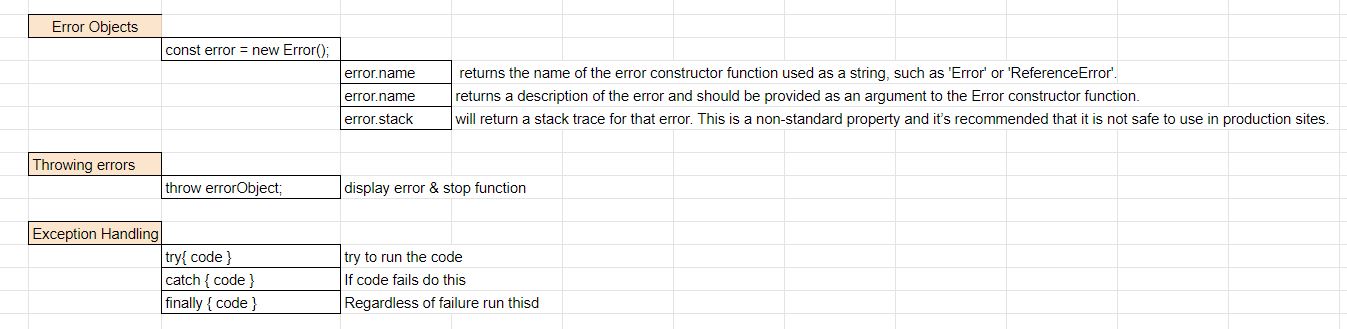 Error Objects
const error = new Error();
error.name returns the name of the error constructor function used as a string, such as 'Error' or 'ReferenceError'.
error.name returns a description of the error and should be provided as an argument to the Error constructor function.
error.stack will return a stack trace for that error. This is a non-standard property and it's recommended that it is not safe to use in production sites.
Throwing errors
throw errorObject; display error & stop function
Exception Handling
try{ code } try to run the code
catch { code } If code fails do this
finally { code } Regardless of failure run thisd